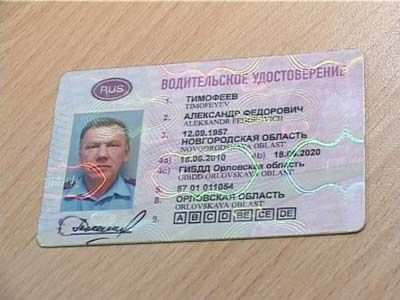 RUS
ВОДИТЕЛЬСКОЕ УДОСТОВЕРЕНИЕ
1. ТИМОФЕЕВ
TIMOFEYEV
2. АЛЕКСАНДР ФЕДОРОВИЧ
ALEKSANDR FEDOROVICH
3. 12.09.1957
НОВГОРОДСКАЯ ОБЛАСТЬ
NOVGORODSKAYA OBLAST
4a) 18.06.2010 4b) 18.06.2020
4c) ГИБДД Орловская область
GIBDD ORLOVSKAYA OBLAST
5. 57 01 011054
8. ОРЛОВСКАЯ ОБЛАСТЬ
ORLOVSKAYA OBLAST
9. A B C D BE CE DE